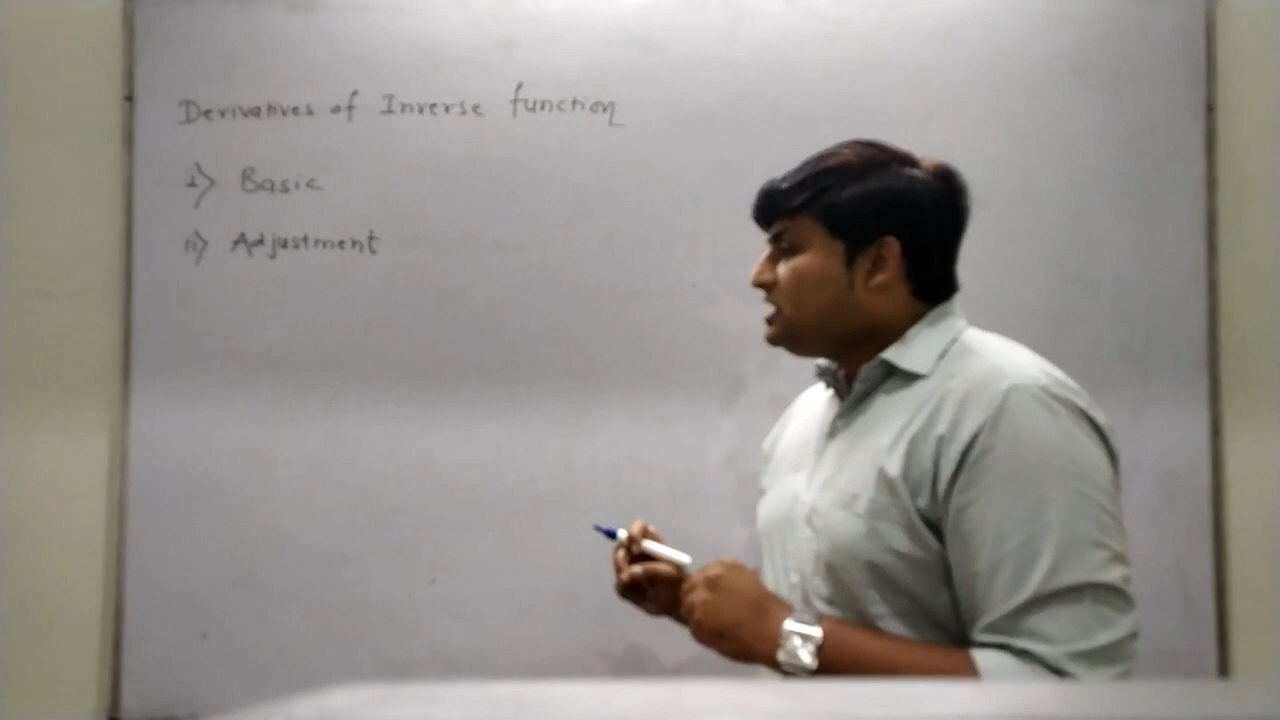 Derivatives of Inverse function
i) Basic
ii) Adjustment